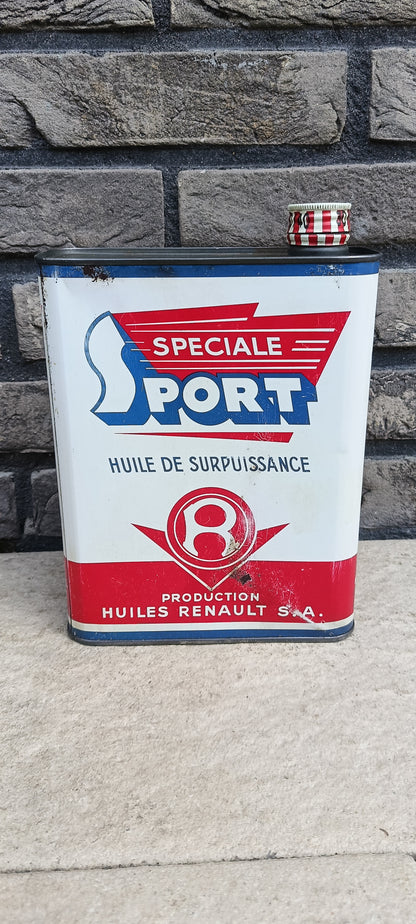 SPECIALE
SPORT
HUILE DE SURPUISSANCE
R
PRODUCTION
HUILES RENAULT S.A.